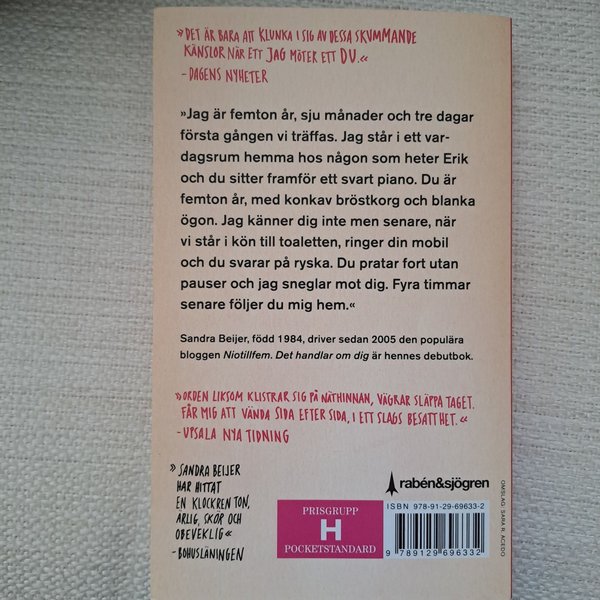 »DET ÄR BARA ATT KLUNKA I SIG AV DESSA SKUMMANDE
KÄNSLOR NÄR ETT JAG MÖTER ETT DU.«
- DAGENS NYHETER
»Jag är femton år, sju månader och tre dagar
första gången vi träffas. Jag står i ett var-
dagsrum hemma hos någon som heter Erik
och du sitter framför ett svart piano. Du är
femton år, med konkav bröstkorg och blanka
ögon. Jag känner dig inte men senare, när
vi står i kön till toaletten, ringer din mobil
och du svarar på ryska. Du pratar fort utan
pauser och jag sneglar mot dig. Fyra timmar
senare följer du mig hem.«
Sandra Beijer, född 1984, driver sedan 2005 den populära
bloggen Niotillfem. Det handlar om dig är hennes debutbok.
»ORDEN LIKSOM KLISTRAR SIG PÅ NÄTHINNAN, VÄGRAR SLÄPPA TAGET.
FÅR MIG ATT VÄNDA SIDA EFTER SIDA, I ETT SLAGS BESATTHET.«
- UPSALA NYA TIDNING
»SANDRA BEIJER
HAR HITTAT
EN KLOCKREN TON,
ÄRLIG, SKÖR OCH
OBEVEKLIG«
- BOHUSLÄNINGEN
PRISGRUPP
H
POCKETSTANDARD
rabén&sjögren
ISBN 978-91-29-69633-2
9 789129 696332
OMSLAG: SARA R. ACEDO